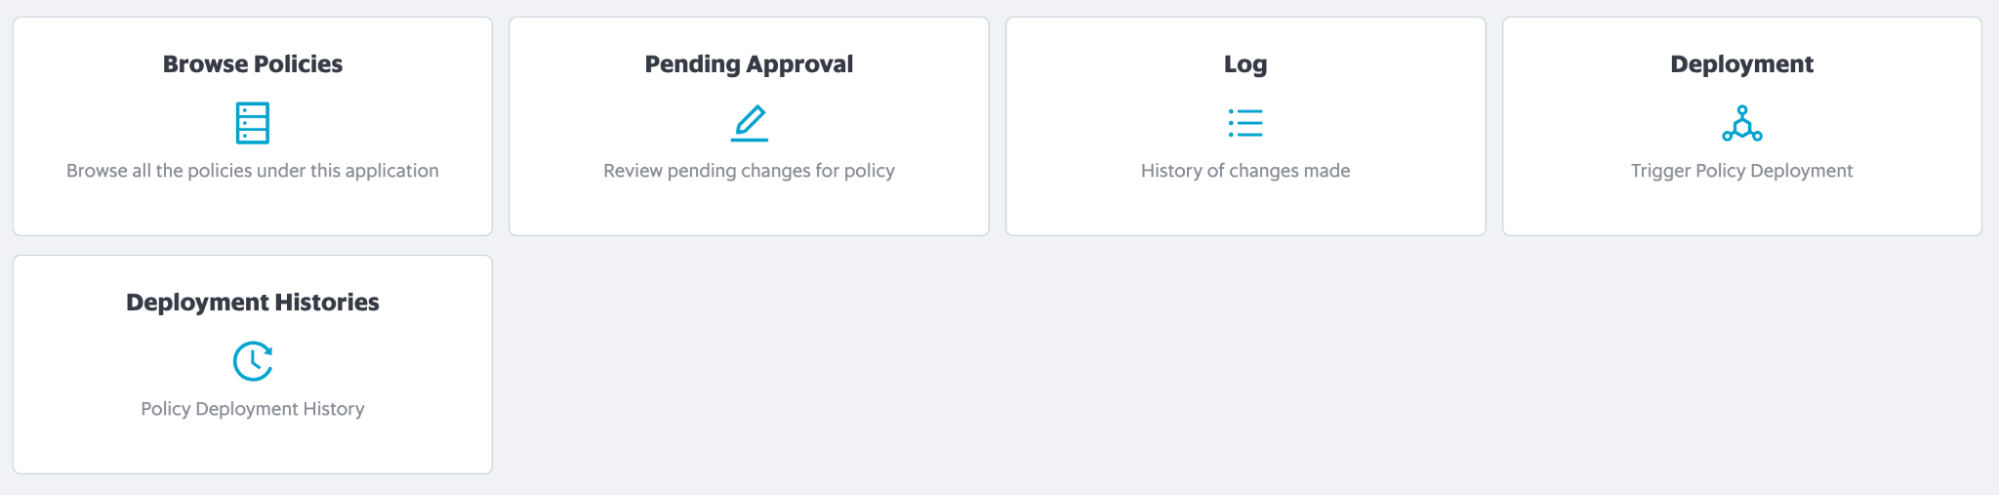 Browse Policies
Browse all the policies under this application
Pending Approval
Review pending changes for policy
Log
History of changes made
Deployment
Trigger Policy Deployment
Deployment Histories
Policy Deployment History